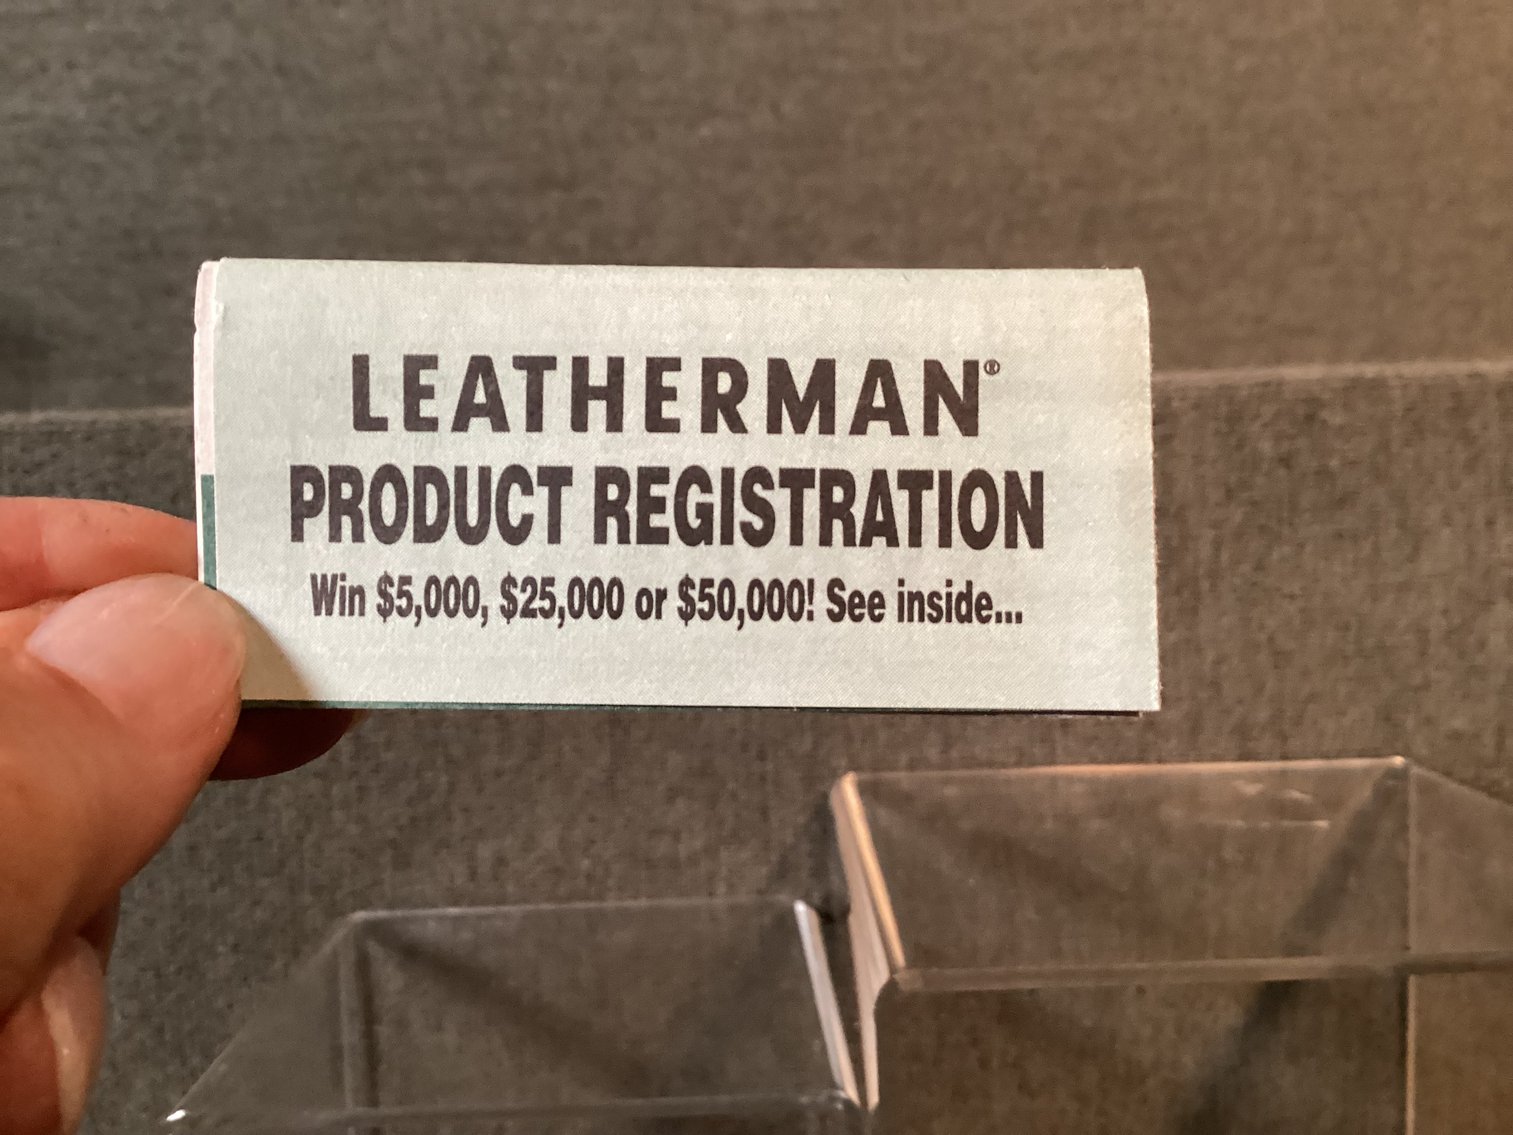 LEATHERMAN®
PRODUCT REGISTRATION
Win $5,000, $25,000 or $50,000! See inside...